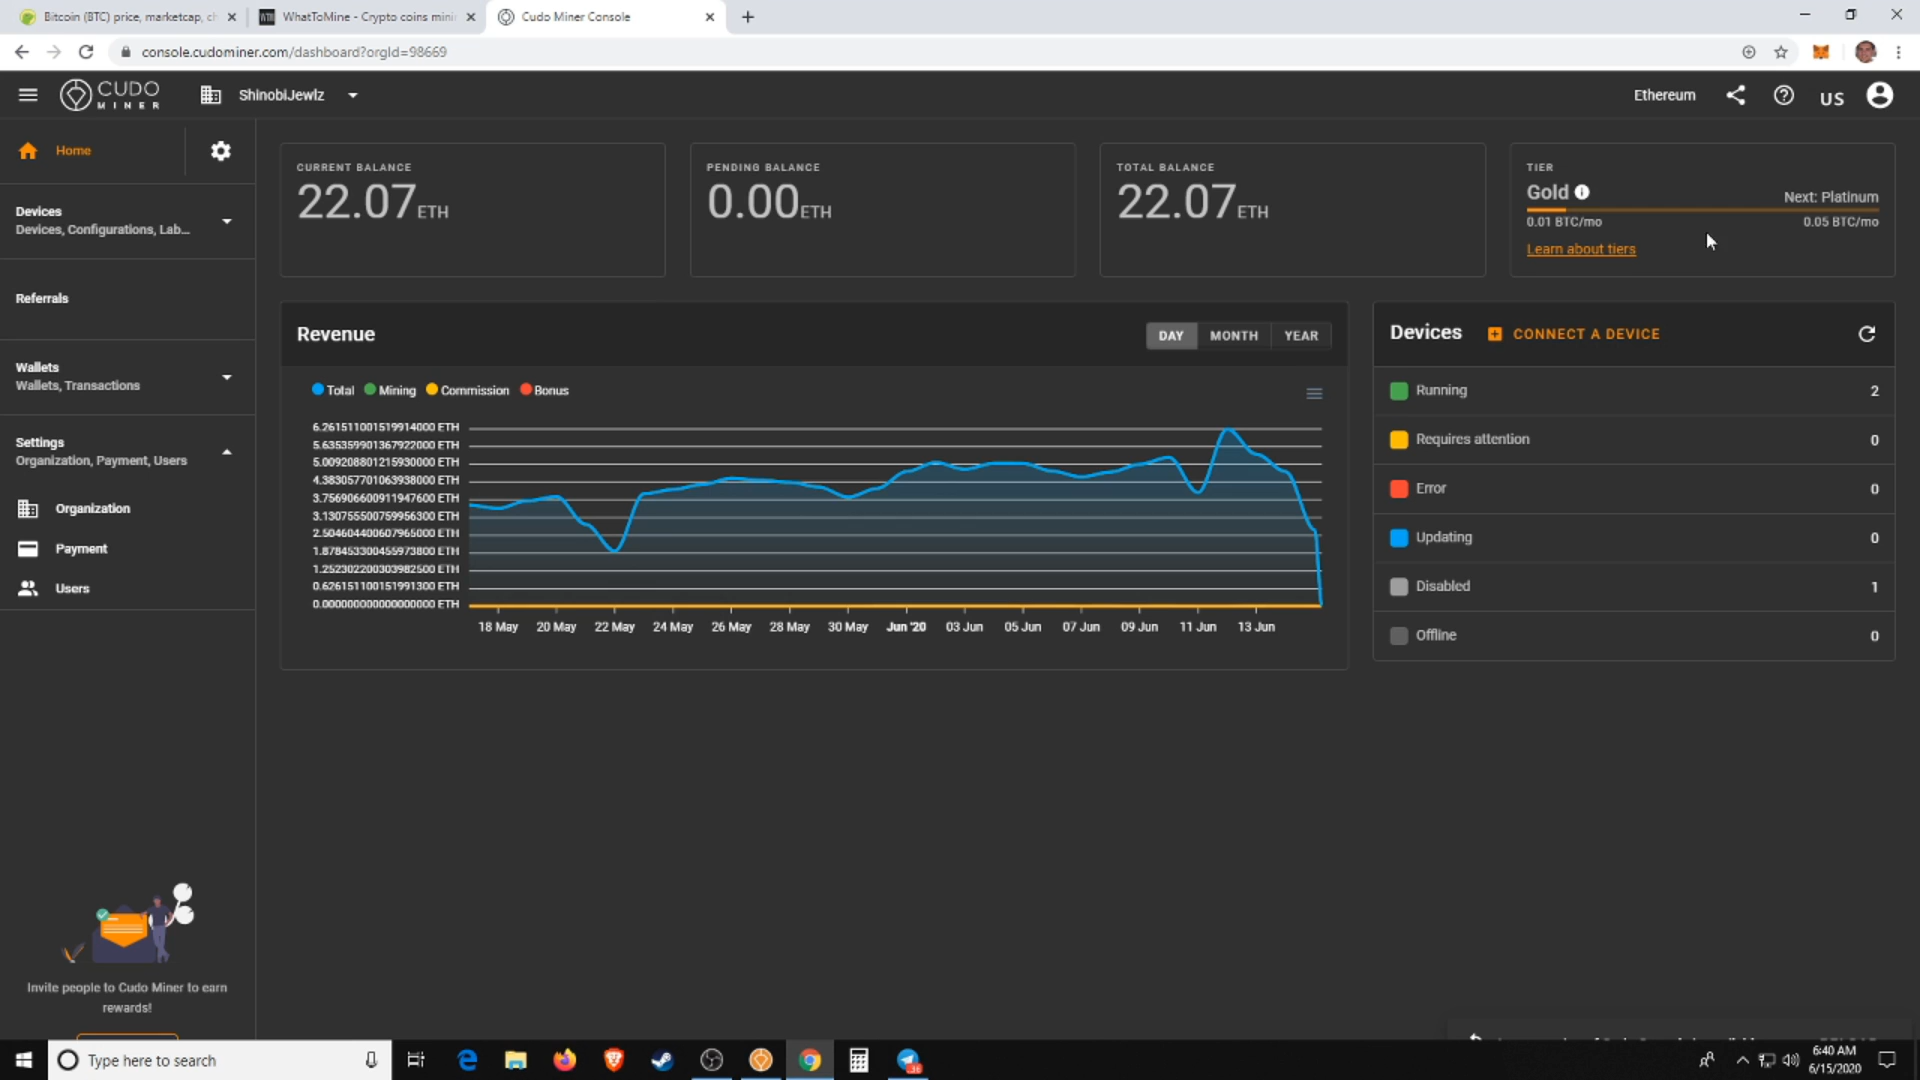 Bitcoin (BTC) price, marketcap, ch
WhatToMine - Crypto coins mini
Cudo Miner Console
console.cudominer.com/dashboard?orgId=98669
CUDO
MINER
ShinobiJewlz
Ethereum
US
Home
Devices
Devices, Configurations, Lab...
Referrals
Wallets
Wallets, Transactions
Settings
Organization, Payment, Users
Organization
Payment
Users
Invite people to Cudo Miner to earn
rewards!
CURRENT BALANCE
22.07 ETH
PENDING BALANCE
0.00 ETH
TOTAL BALANCE
22.07 ETH
TIER
Gold
Next: Platinum
0.01 BTC/mo
0.05 BTC/mo
Learn about tiers
Revenue
DAY
MONTH
YEAR
Total
Mining
Commission
Bonus
6.261511001519914000 ETH
5.635359901367922000 ETH
5.009208801215930000 ETH
4.383057701063938000 ETH
3.756906600911947600 ETH
3.130755500759956300 ETH
2.504604400607965000 ETH
1.878453300455973800 ETH
1.252302200303982500 ETH
0.626151100151991300 ETH
0.000000000000000000 ETH
18 May
20 May
22 May
24 May
26 May
28 May
30 May
Jun '20
03 Jun
05 Jun
07 Jun
09 Jun
11 Jun
13 Jun
Devices
CONNECT A DEVICE
Running 2
Requires attention 0
Error 0
Updating 0
Disabled 1
Offline 0
Type here to search
6:40 AM
6/15/2020